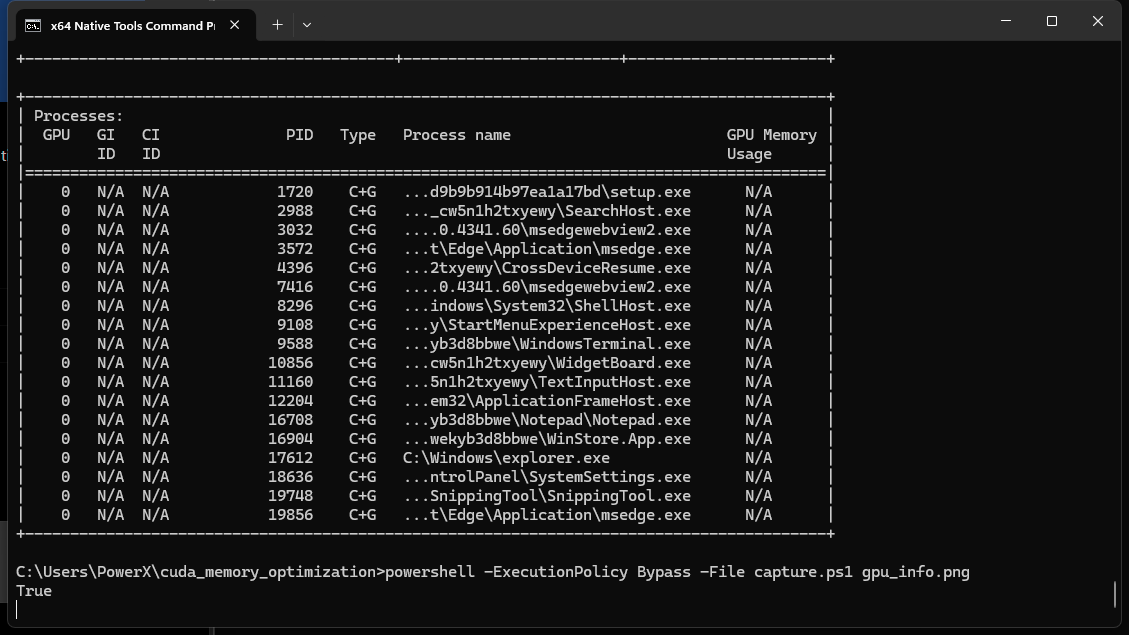 x64 Native Tools Command Pr
+-----------------------------------------+------------------------+----------------------+
+-----------------------------------------------------------------------------------------+
| Processes: |
| GPU GI CI PID Type Process name GPU Memory |
| ID ID Usage |
|=========================================================================================|
| 0 N/A N/A 1720 C+G ...d9b9b914b97ea1a17bd\setup.exe N/A |
| 0 N/A N/A 2988 C+G ..._cw5n1h2txyewy\SearchHost.exe N/A |
| 0 N/A N/A 3032 C+G ....0.4341.60\msedgewebview2.exe N/A |
| 0 N/A N/A 3572 C+G ...t\Edge\Application\msedge.exe N/A |
| 0 N/A N/A 4396 C+G ...2txyewy\CrossDeviceResume.exe N/A |
| 0 N/A N/A 7416 C+G ....0.4341.60\msedgewebview2.exe N/A |
| 0 N/A N/A 8296 C+G ...indows\System32\ShellHost.exe N/A |
| 0 N/A N/A 9108 C+G ...y\StartMenuExperienceHost.exe N/A |
| 0 N/A N/A 9588 C+G ...yb3d8bbwe\WindowsTerminal.exe N/A |
| 0 N/A N/A 10856 C+G ...cw5n1h2txyewy\WidgetBoard.exe N/A |
| 0 N/A N/A 11160 C+G ...5n1h2txyewy\TextInputHost.exe N/A |
| 0 N/A N/A 12204 C+G ...em32\ApplicationFrameHost.exe N/A |
| 0 N/A N/A 16708 C+G ...yb3d8bbwe\Notepad\Notepad.exe N/A |
| 0 N/A N/A 16904 C+G ...wekyb3d8bbwe\WinStore.App.exe N/A |
| 0 N/A N/A 17612 C+G C:\Windows\explorer.exe N/A |
| 0 N/A N/A 18636 C+G ...ntrolPanel\SystemSettings.exe N/A |
| 0 N/A N/A 19748 C+G ...SnippingTool\SnippingTool.exe N/A |
| 0 N/A N/A 19856 C+G ...t\Edge\Application\msedge.exe N/A |
+-----------------------------------------------------------------------------------------+
C:\Users\PowerX\cuda_memory_optimization>powershell -ExecutionPolicy Bypass -File capture.ps1 gpu_info.png
True